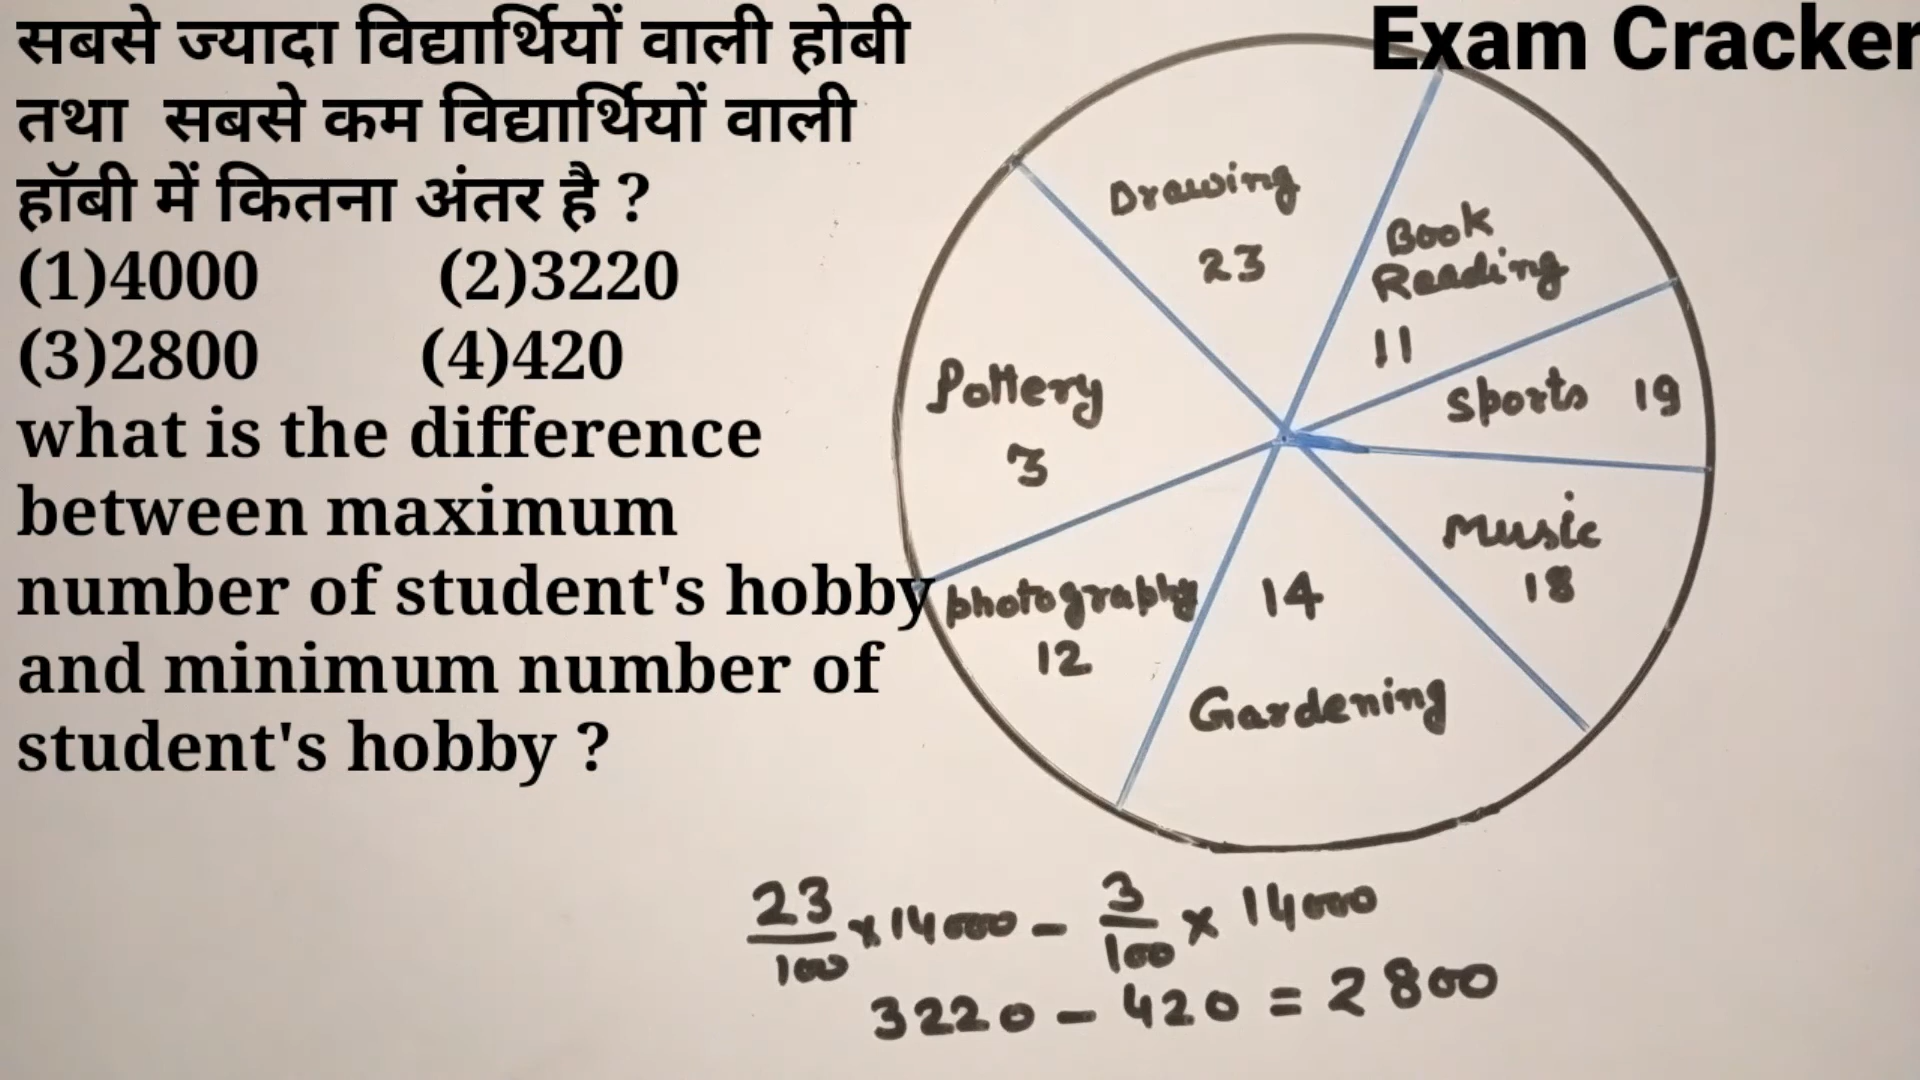 सबसे ज्यादा विद्यार्थियों वाली होबी
तथा सबसे कम विद्यार्थियों वाली
हॉबी में कितना अंतर है ?
(1)4000 (2)3220
(3)2800 (4)420
what is the difference
between maximum
number of student's hobby
and minimum number of
student's hobby ?
Exam Cracker
Drawing
23
Book
Reading
11
Sports 19
Music
18
14
Gardening
photography
12
Pottery
3
23/100 × 14000 - 3/100 × 14000
3220 - 420 = 2800